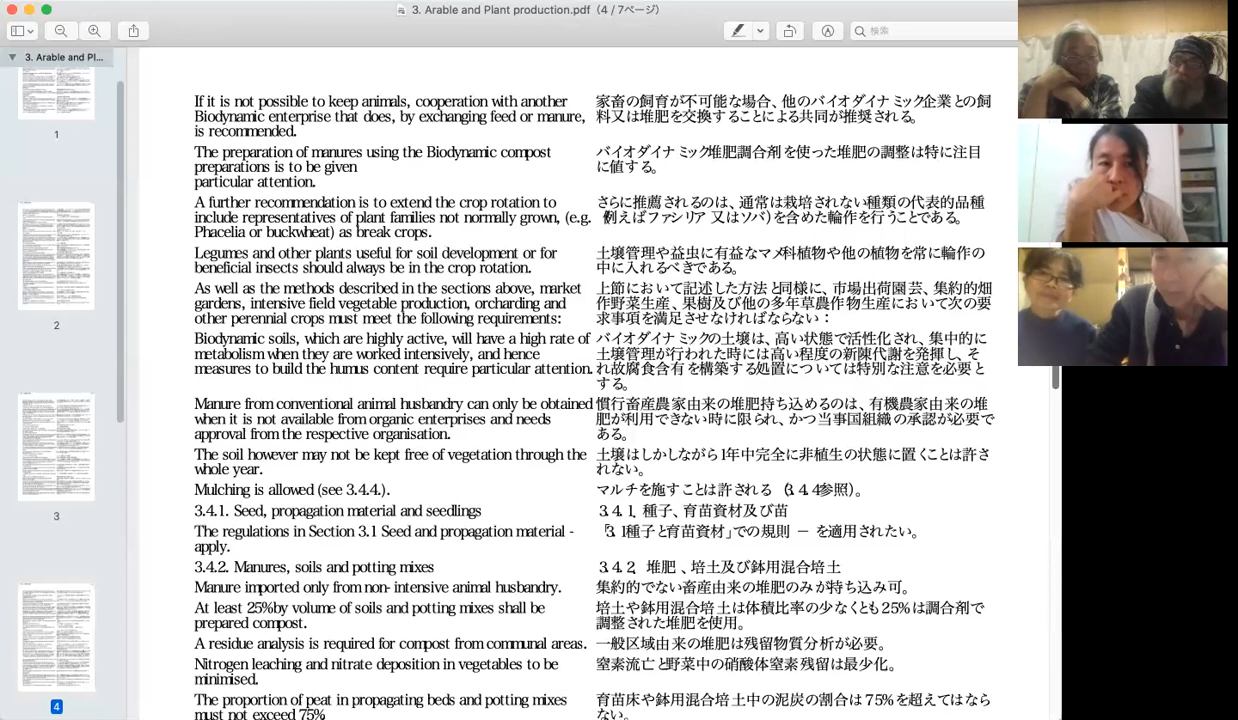 3. Arable and Plant production.pdf（4 / 7ページ）
検索
3. Arable and Pl...
1
2
3
4
If it is not possible to keep animals, cooperation with another
Biodynamic enterprise that does, by exchanging feed or manure,
is recommended.
家畜の飼育が不可能な場合、他のバイオダイナミック企業との飼
料又は堆肥を交換することによる共同が推奨される。
The preparation of manures using the Biodynamic compost
preparations is to be given
particular attention.
バイオダイナミック堆肥調合剤を使った堆肥の調整は特に注目
に値する。
A further recommendation is to extend the crop rotation to
include representatives of plant families not normally grown, (e.g.
Phacelia or buckwheat) as break crops.
さらに推薦されるのは、通常は栽培されない種類の代表的品種
（例えばファシリア 又はソバ）を含めた輪作を行うことである。
Legumes and other plants useful for soil development or for
beneficial insects should always be in the crop rotation.
土壌管理や益虫に有益なマメ科植物や他の植物を常に輪作の
中に入れるべきである。
As well as the methods described in the sections above, market
gardens, intensive field vegetable production, orcharding and
other perennial crops must meet the following requirements:
上節において記述した方法と同様に、市場出荷園芸、集約的畑
作野菜生産、果樹及び他の多年草農作物生産において次の要
求事項を満足させなければならない：
Biodynamic soils, which are highly active, will have a high rate of
metabolism when they are worked intensively, and hence
measures to build the humus content require particular attention.
バイオダイナミックの土壌は、高い状態で活性化され、集中的に
土壌管理が行われた時には高い程度の新陳代謝を発揮し、そ
れ故腐食含有を構築する処置については特別な注意を必要と
する。
Manure from conventional animal husbandry can only be obtained
when it is not available from organic enterprises and needs
approval from the respective organisation.
慣行畜産農家由来の堆肥持ち込めるのは、有機農家由来の堆
肥が利用できない時に限られ、かつ当事国組織の承認が必要で
ある。
The soil however may not be kept free of vegetation through the
whole year.
土壌はしかしながら1年中完全に非植生の状態に置くことは許さ
れない。
Mulching is allowed (see 3.4.4.).
マルチを施すことは許される （3.4.4参照）。
3.4.1. Seed, propagation material and seedlings
3.4.1. 種子、育苗資材及び苗
The regulations in Section 3.1 Seed and propagation material -
apply.
「3.1種子と育苗資材」での規則 － を適用されたい。
3.4.2. Manures, soils and potting mixes
3.4.2. 堆肥、培土及び鉢用混合培土
Manure imported only from non- intensive animal husbandry.
集約的でない畜産由来の堆肥のみが持ち込み可。
At least 25%by volume of soils and potting mixes shall be
prepared compost.
培土や鉢用混合培土は体積比率の少なくとも25%は調合剤で
調整された堆肥を使用。
Residue analysis is required for compost from communal areas.
一般区域由来の堆肥は残留物質分析が必要。
Nitrogen leaching and nitrate deposition in vegetables to be
minimised.
窒素流亡と野菜中の硝酸体窒素残留は最少化。
The proportion of peat in propagating beds and potting mixes
must not exceed 75%
育苗床や鉢用混合培土中の泥炭の割合は 75%を超えてはなら
ない。